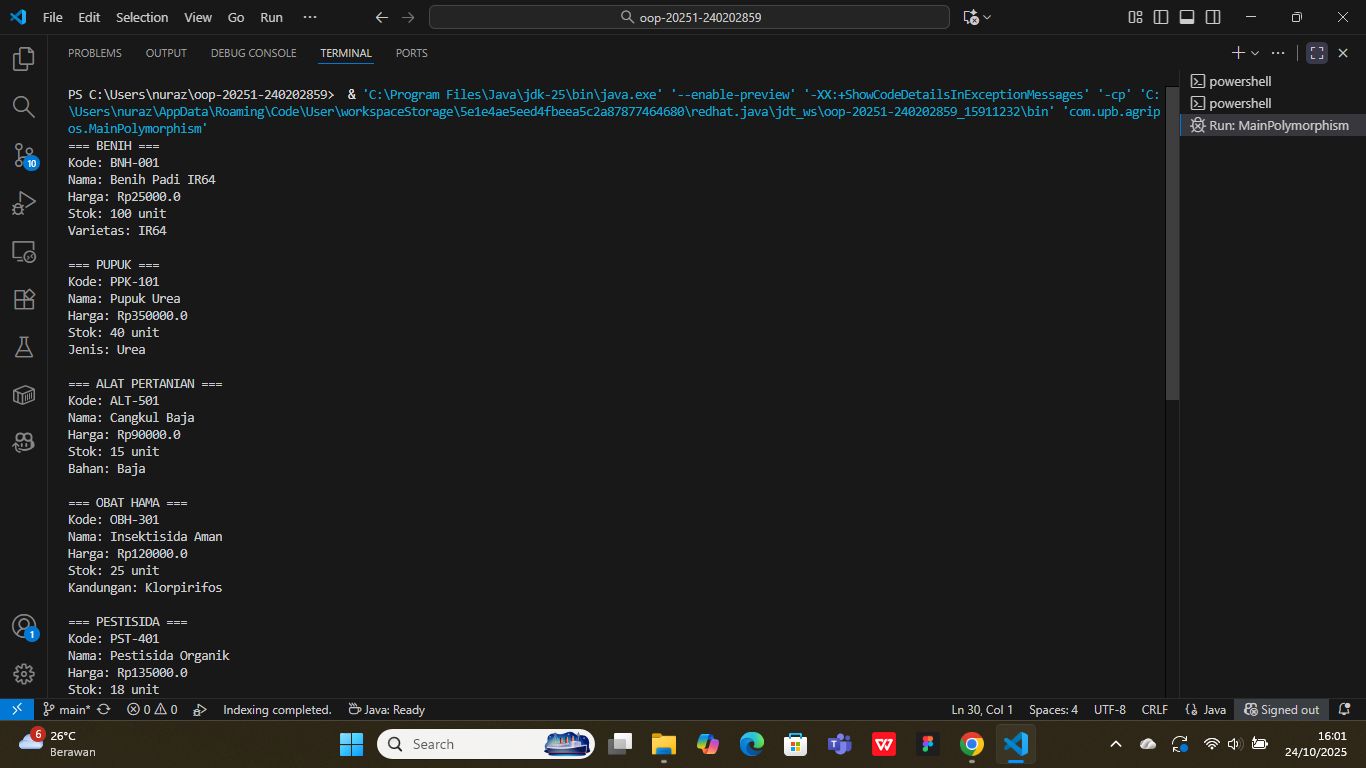 File Edit Selection View Go Run ···
oop-20251-240202859
PROBLEMS OUTPUT DEBUG CONSOLE TERMINAL PORTS
PS C:\Users\nuraz\oop-20251-240202859> & 'C:\Program Files\Java\jdk-25\bin\java.exe' '--enable-preview' '-XX:+ShowCodeDetailsInExceptionMessages' '-cp' 'C:
\Users\nuraz\AppData\Roaming\Code\User\workspaceStorage\5e1e4ae5eed4fbeea5c2a87877464680\redhat.java\jdt_ws\oop-20251-240202859_15911232\bin' 'com.upb.agrip
os.MainPolymorphism'
=== BENIH ===
Kode: BNH-001
Nama: Benih Padi IR64
Harga: Rp25000.0
Stok: 100 unit
Varietas: IR64
=== PUPUK ===
Kode: PPK-101
Nama: Pupuk Urea
Harga: Rp350000.0
Stok: 40 unit
Jenis: Urea
=== ALAT PERTANIAN ===
Kode: ALT-501
Nama: Cangkul Baja
Harga: Rp90000.0
Stok: 15 unit
Bahan: Baja
=== OBAT HAMA ===
Kode: OBH-301
Nama: Insektisida Aman
Harga: Rp120000.0
Stok: 25 unit
Kandungan: Klorpirifos
=== PESTISIDA ===
Kode: PST-401
Nama: Pestisida Organik
Harga: Rp135000.0
Stok: 18 unit
powershell
powershell
Run: MainPolymorphism
10
1
main* 0 0 Indexing completed. Java: Ready Ln 30, Col 1 Spaces: 4 UTF-8 CRLF {} Java Signed out
6
26°C
Berawan
Search
16:01
24/10/2025